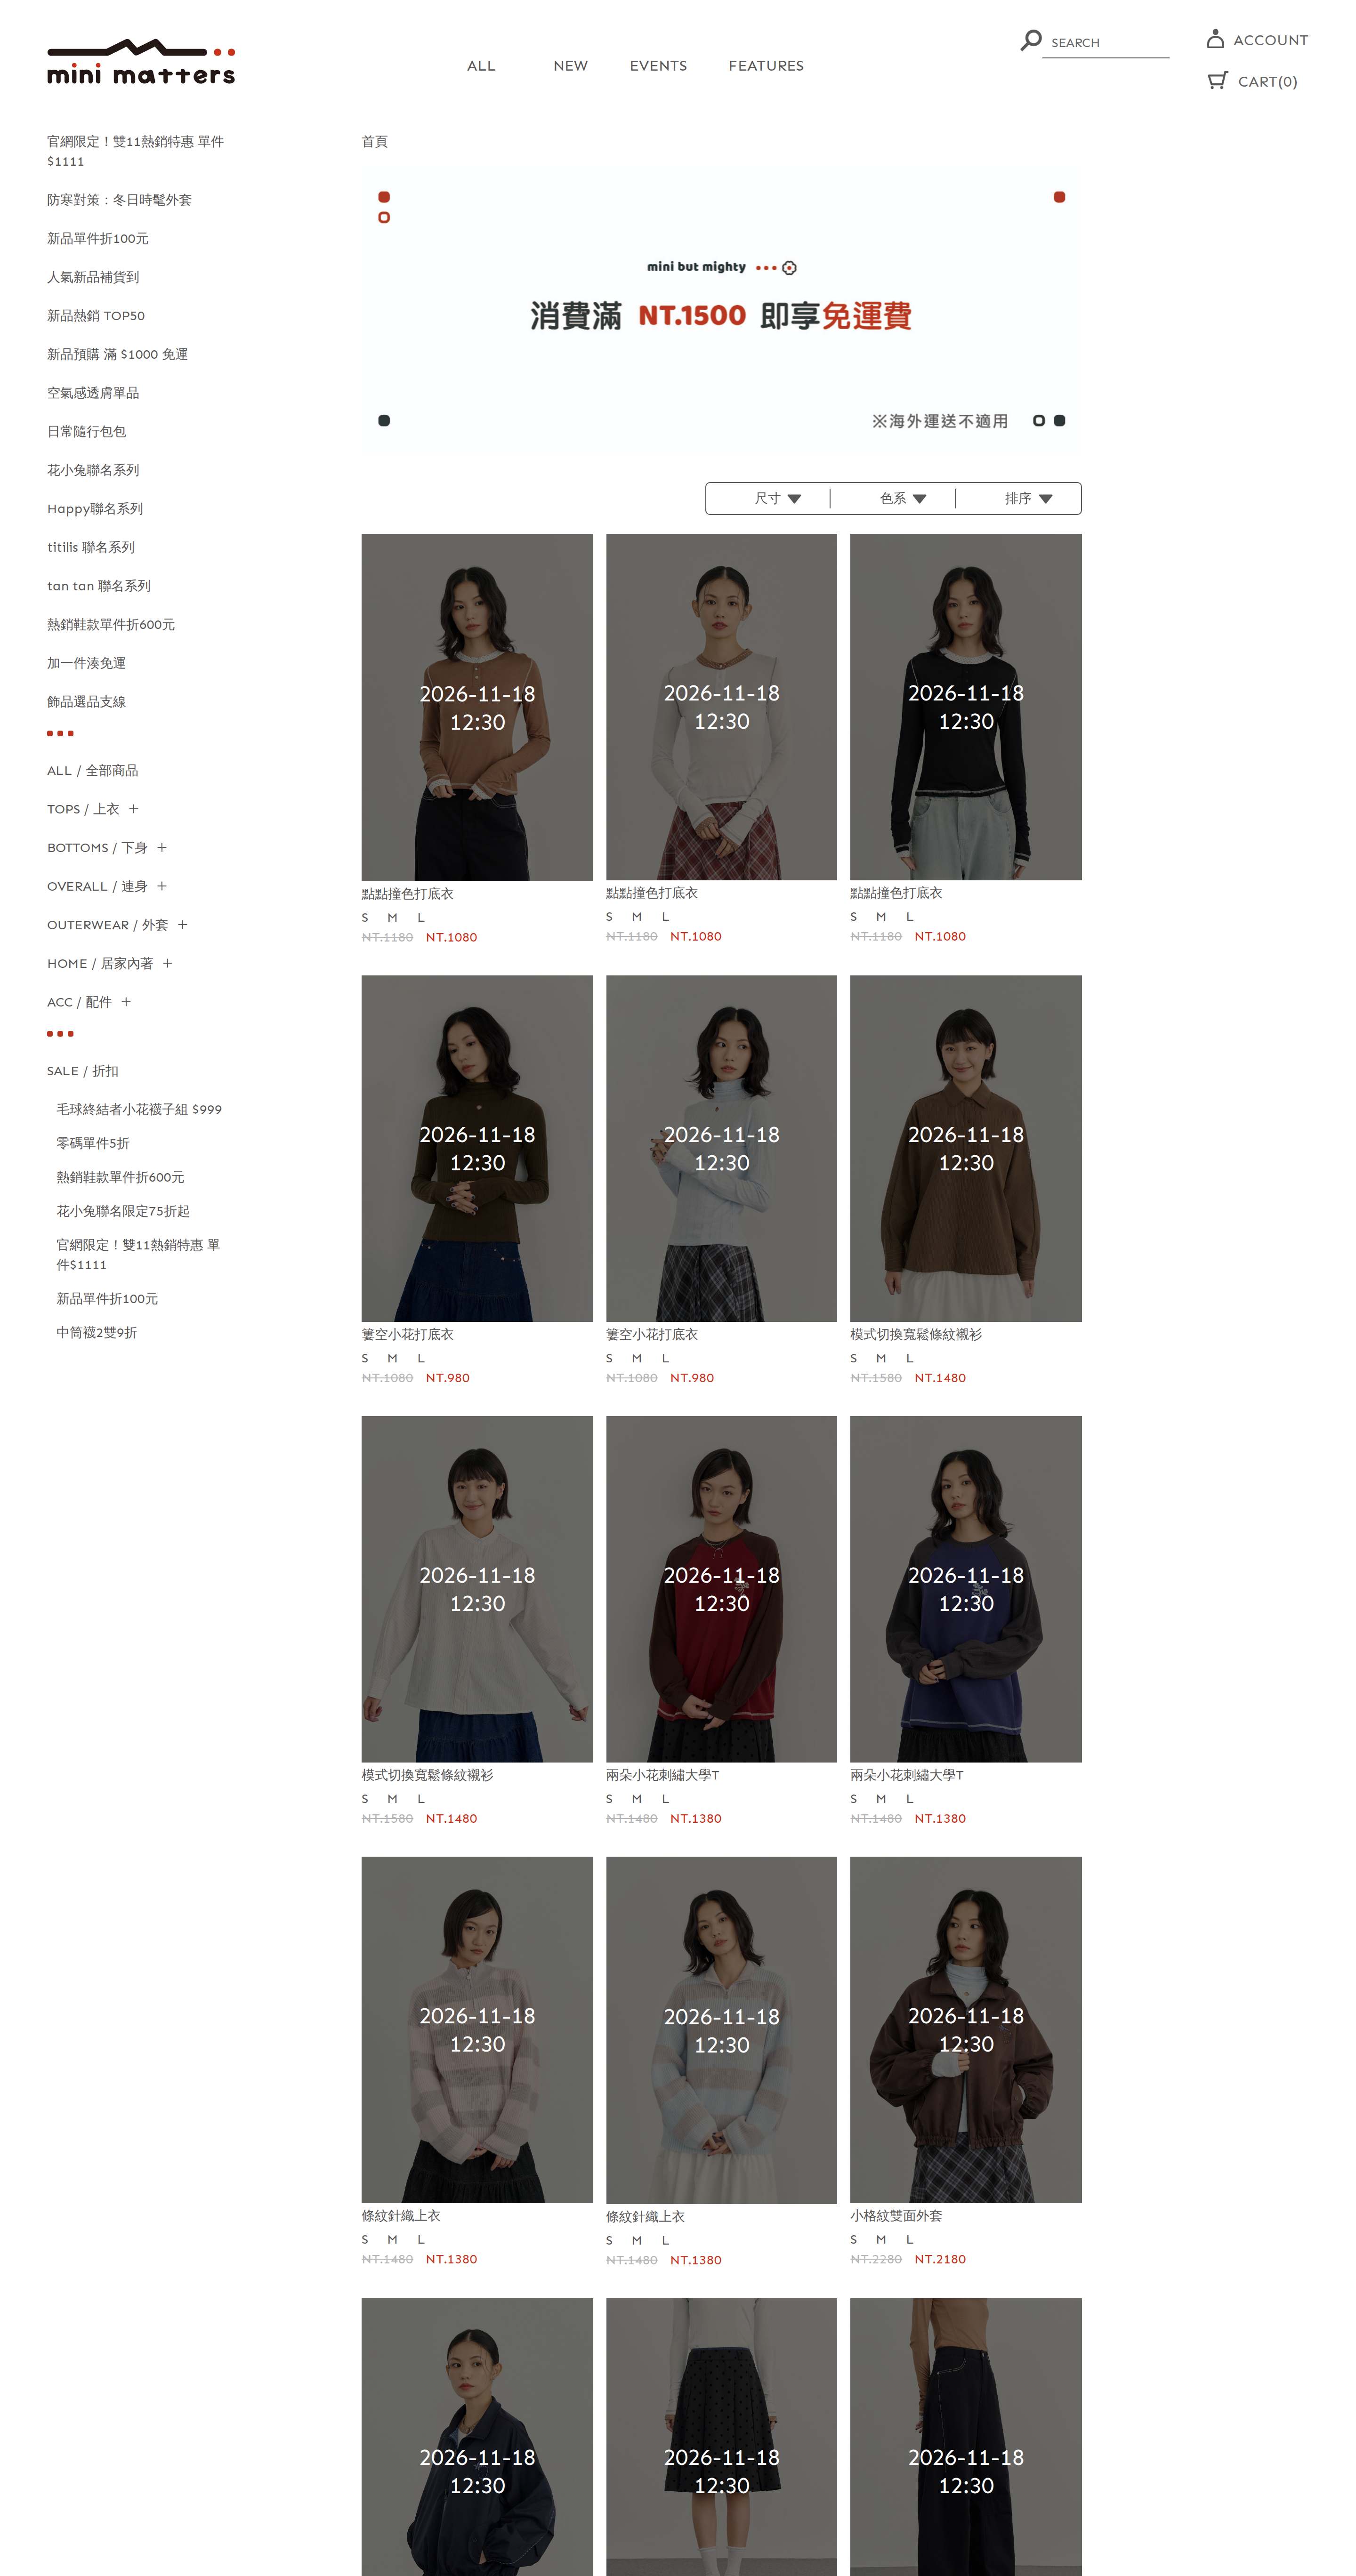 mini matters
ALL
NEW
EVENTS
FEATURES
SEARCH
ACCOUNT
CART(0)
官網限定！雙11熱銷特惠 單件
$1111
防寒對策：冬日時髦外套
新品單件折100元
人氣新品補貨到
新品熱銷 TOP50
新品預購 滿 $1000 免運
空氣感透膚單品
日常隨行包包
花小兔聯名系列
Happy聯名系列
titilis 聯名系列
tan tan 聯名系列
熱銷鞋款單件折600元
加一件湊免運
飾品選品支線
ALL / 全部商品
TOPS / 上衣 +
BOTTOMS / 下身 +
OVERALL / 連身 +
OUTERWEAR / 外套 +
HOME / 居家內著 +
ACC / 配件 +
SALE / 折扣
毛球終結者小花襪子組 $999
零碼單件5折
熱銷鞋款單件折600元
花小兔聯名限定75折起
官網限定！雙11熱銷特惠 單
件$1111
新品單件折100元
中筒襪2雙9折
首頁
mini but mighty
消費滿 NT.1500 即享免運費
※海外運送不適用
尺寸
色系
排序
2026-11-18
12:30
點點撞色打底衣
S M L
NT.1180 NT.1080
2026-11-18
12:30
點點撞色打底衣
S M L
NT.1180 NT.1080
2026-11-18
12:30
點點撞色打底衣
S M L
NT.1180 NT.1080
2026-11-18
12:30
簍空小花打底衣
S M L
NT.1080 NT.980
2026-11-18
12:30
簍空小花打底衣
S M L
NT.1080 NT.980
2026-11-18
12:30
模式切換寬鬆條紋襯衫
S M L
NT.1580 NT.1480
2026-11-18
12:30
模式切換寬鬆條紋襯衫
S M L
NT.1580 NT.1480
2026-11-18
12:30
兩朵小花刺繡大學T
S M L
NT.1480 NT.1380
2026-11-18
12:30
兩朵小花刺繡大學T
S M L
NT.1480 NT.1380
2026-11-18
12:30
條紋針織上衣
S M L
NT.1480 NT.1380
2026-11-18
12:30
條紋針織上衣
S M L
NT.1480 NT.1380
2026-11-18
12:30
小格紋雙面外套
S M L
NT.2280 NT.2180
2026-11-18
12:30
2026-11-18
12:30
2026-11-18
12:30